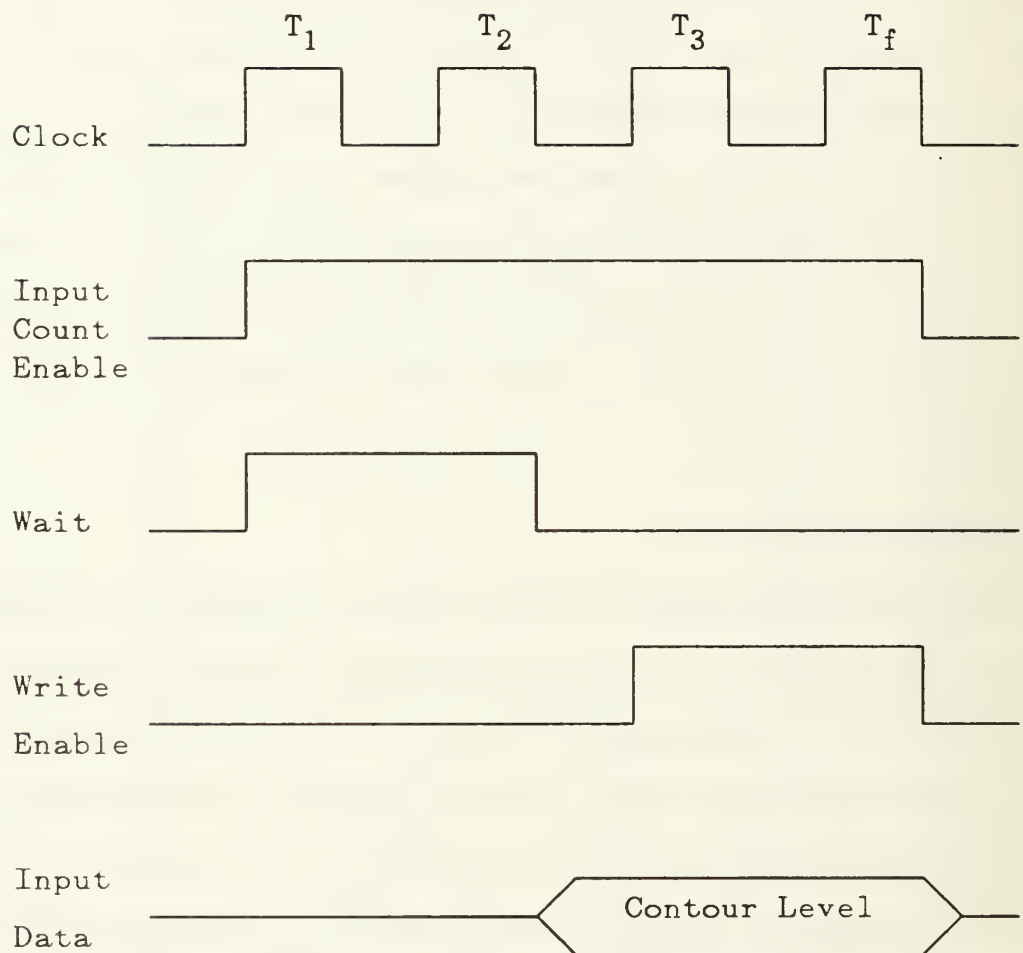 T1 T2 T3 Tf
Clock
Input
Count
Enable
Wait
Write
Enable
Input
Contour Level
Data